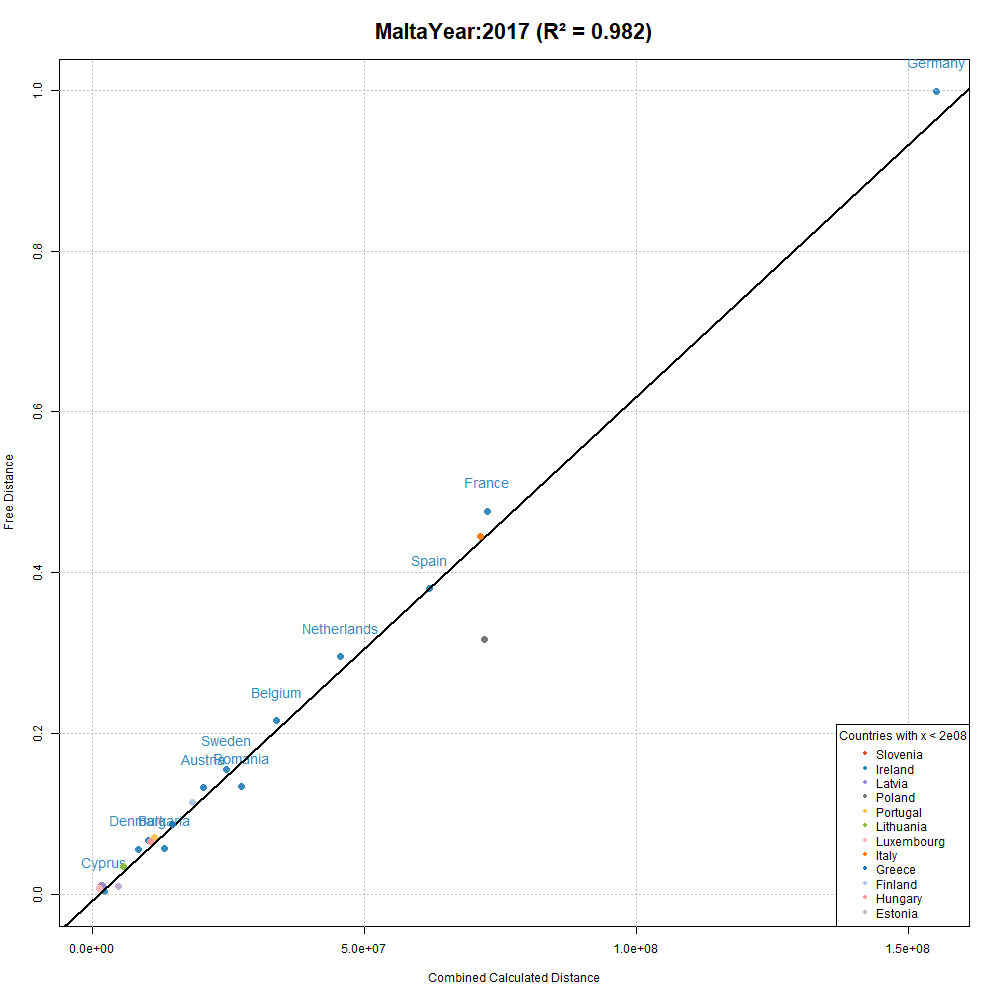 MaltaYear:2017 (R² = 0.982)
Germany
1.0
0.8
0.6
France
Spain
0.4
Netherlands
Belgium
0.2
Sweden
Austria
Romania
Denmark
Bulgaria
Cyprus
0.0
Free Distance
Countries with x < 2e08
Slovenia
Ireland
Latvia
Poland
Portugal
Lithuania
Luxembourg
Italy
Greece
Finland
Hungary
Estonia
0.0e+00
5.0e+07
1.0e+08
1.5e+08
Combined Calculated Distance